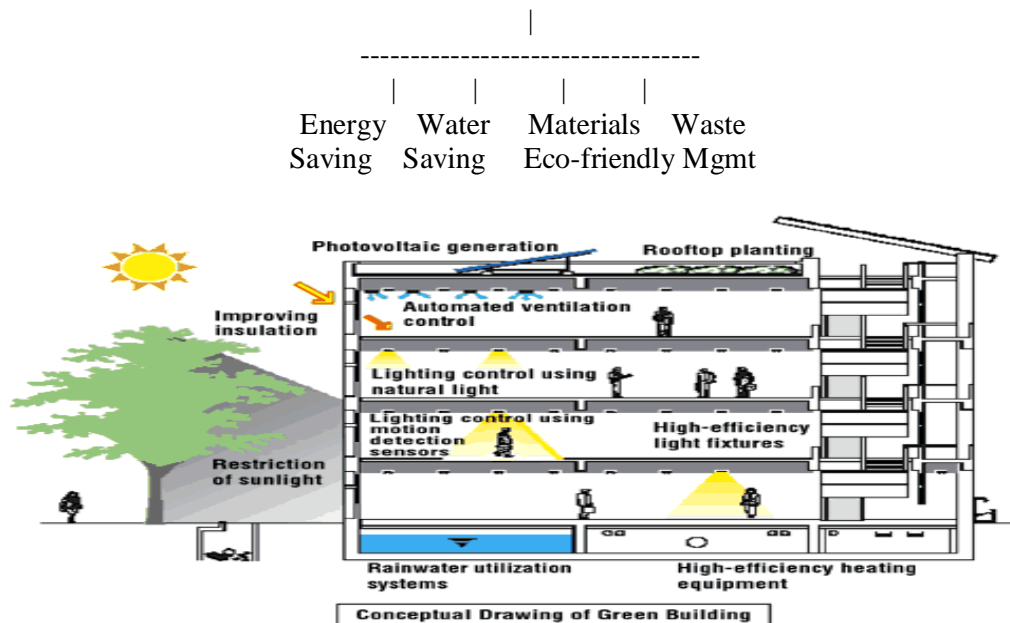 |
----------------------------------
| | | |
Energy Water Materials Waste
Saving Saving Eco-friendly Mgmt
Photovoltaic generation
Rooftop planting
Improving
insulation
Automated ventilation
control
Lighting control using
natural light
Lighting control using
motion
detection
sensors
High-efficiency
light fixtures
Restriction
of sunlight
Rainwater utilization
systems
High-efficiency heating
equipment
Conceptual Drawing of Green Building